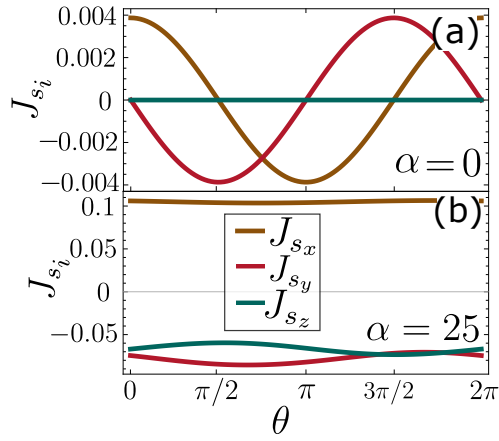 0.004
0.002
0
−0.002
−0.004
J_{s_i}
(a)
α=0
0.1
0
−0.05
J_{s_i}
(b)
J_{s_x}
J_{s_y}
J_{s_z}
α = 25
0 π/2 π 3π/2 2π
θ